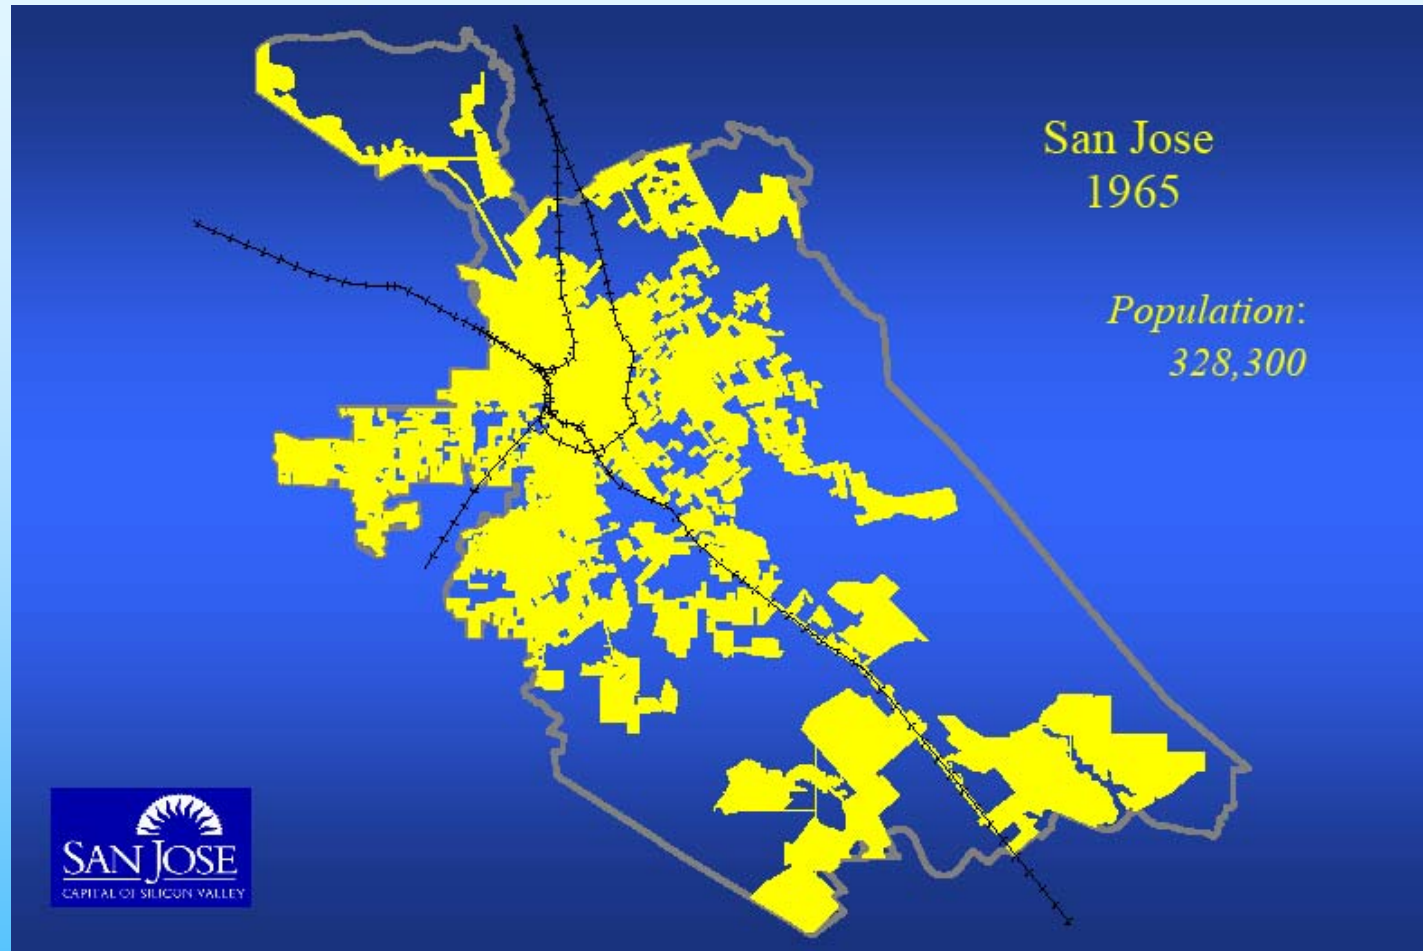 San Jose
1965
Population:
328,300
SAN JOSE
CAPITAL OF SILICON VALLEY